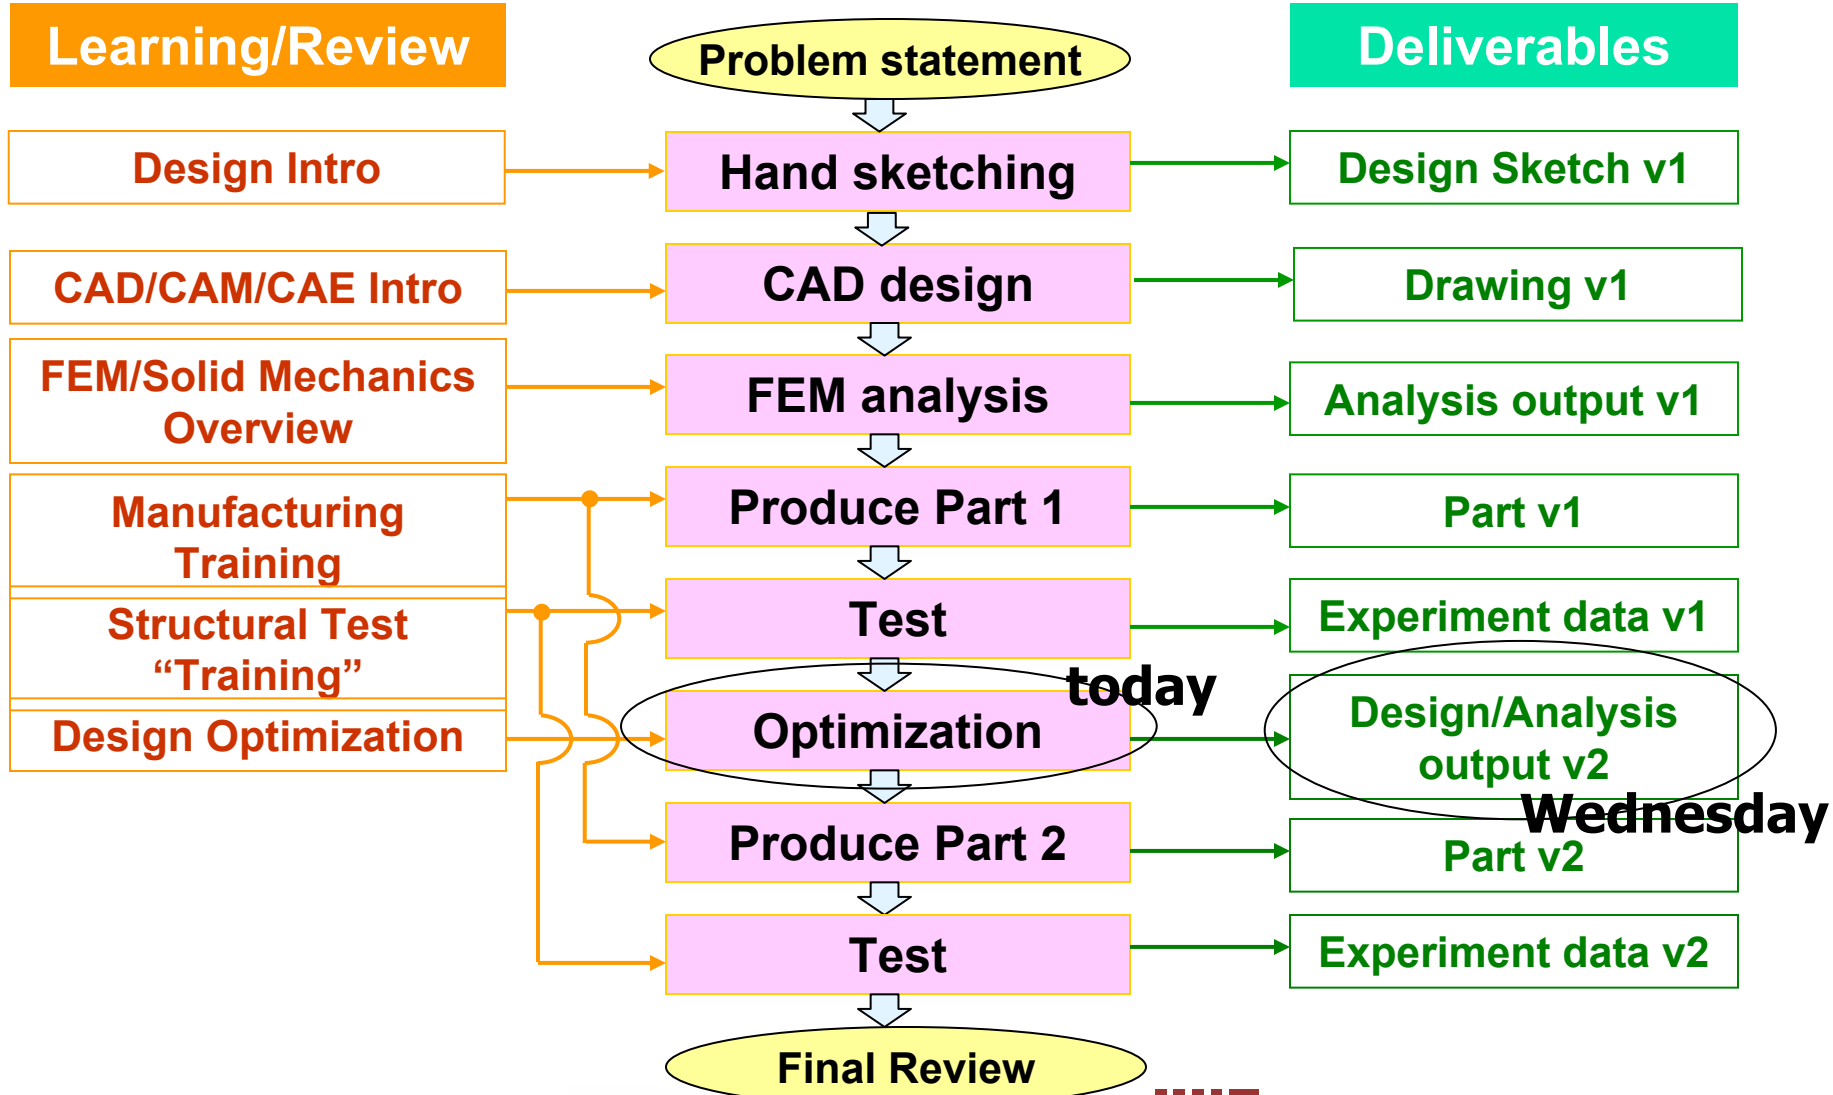 Learning/Review
Problem statement
Deliverables
Design Intro
Hand sketching
Design Sketch v1
CAD/CAM/CAE Intro
CAD design
Drawing v1
FEM/Solid Mechanics
Overview
FEM analysis
Analysis output v1
Manufacturing
Training
Produce Part 1
Part v1
Structural Test
“Training”
Test
Experiment data v1
today
Design Optimization
Optimization
Design/Analysis
output v2
Wednesday
Produce Part 2
Part v2
Test
Experiment data v2
Final Review